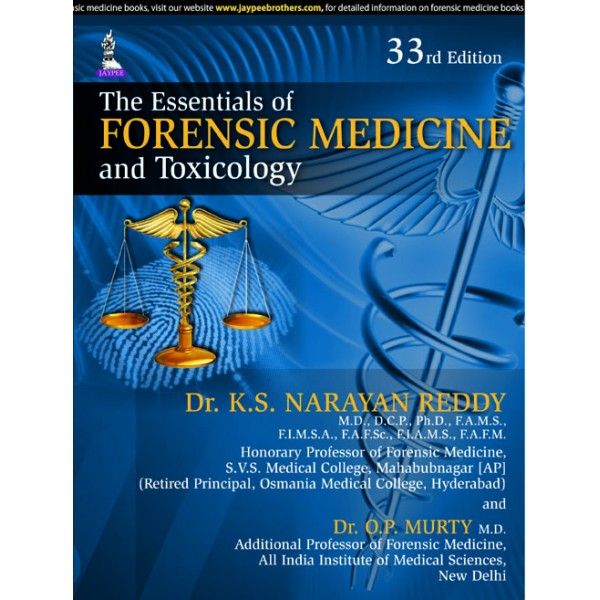 sic medicine books, visit our website www.jaypeebrothers.com, for detailed information on forensic medicine books
JAYPEE
33rd Edition
The Essentials of
FORENSIC MEDICINE
and Toxicology
Dr. K.S. NARAYAN REDDY
M.D., D.C.P., Ph.D., F.A.M.S.,
F.I.M.S.A., F.A.F.Sc., F.I.A.M.S., F.A.F.M.
Honorary Professor of Forensic Medicine,
S.V.S. Medical College, Mahabubnagar [AP]
(Retired Principal, Osmania Medical College, Hyderabad)
and
Dr. O.P. MURTY M.D.
Additional Professor of Forensic Medicine,
All India Institute of Medical Sciences,
New Delhi